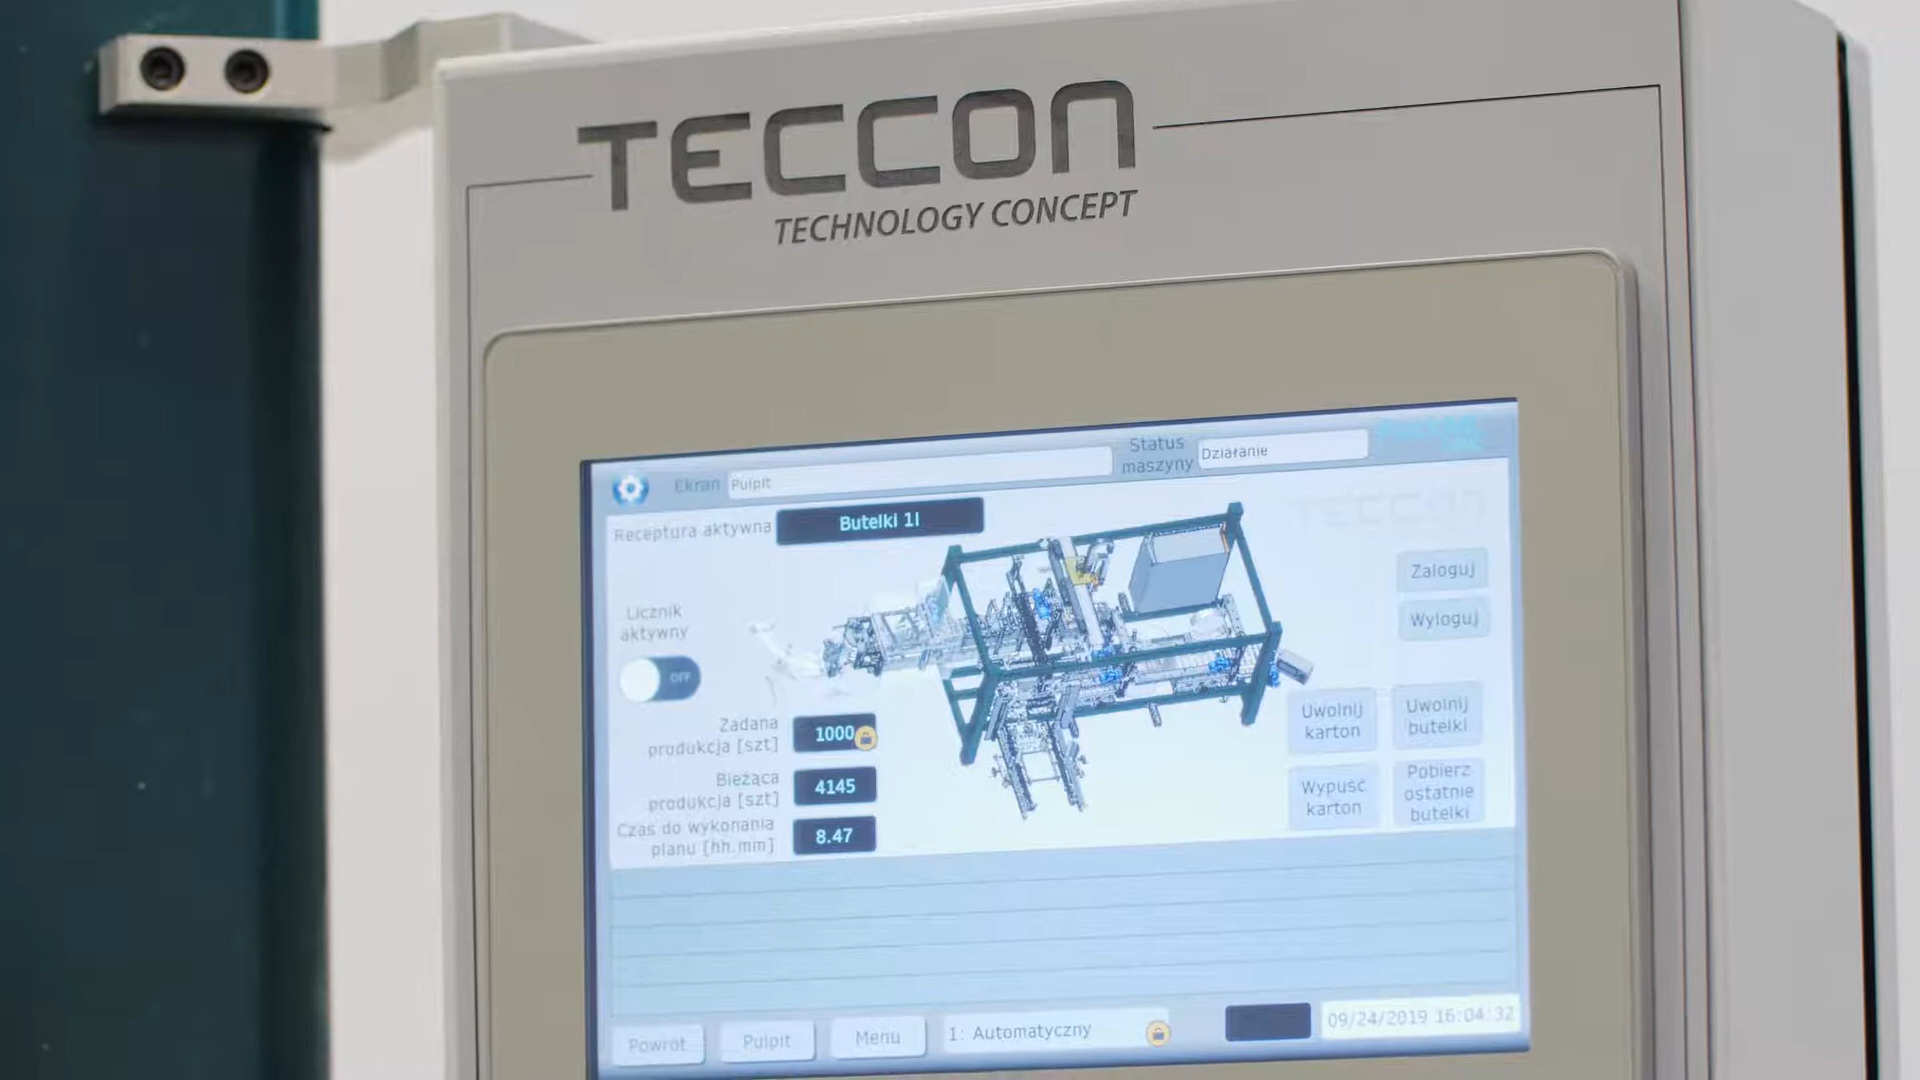 TECCON
TECHNOLOGY CONCEPT
Ekran Pulpit
Status
maszyny
Działanie
Receptura aktywna
Butelki 1l
TECCON
Licznik
aktywny
OFF
Zaloguj
Wyloguj
Zadana
produkcja [szt]
1000
Bieżąca
produkcja [szt]
4145
Czas do wykonania
planu [hh.mm]
8.47
Uwolnij
karton
Uwolnij
butelki
Wypuść
karton
Pobierz
ostatnie
butelki
Powrót
Pulpit
Menu
1: Automatyczny
09/24/2019 16:04:32